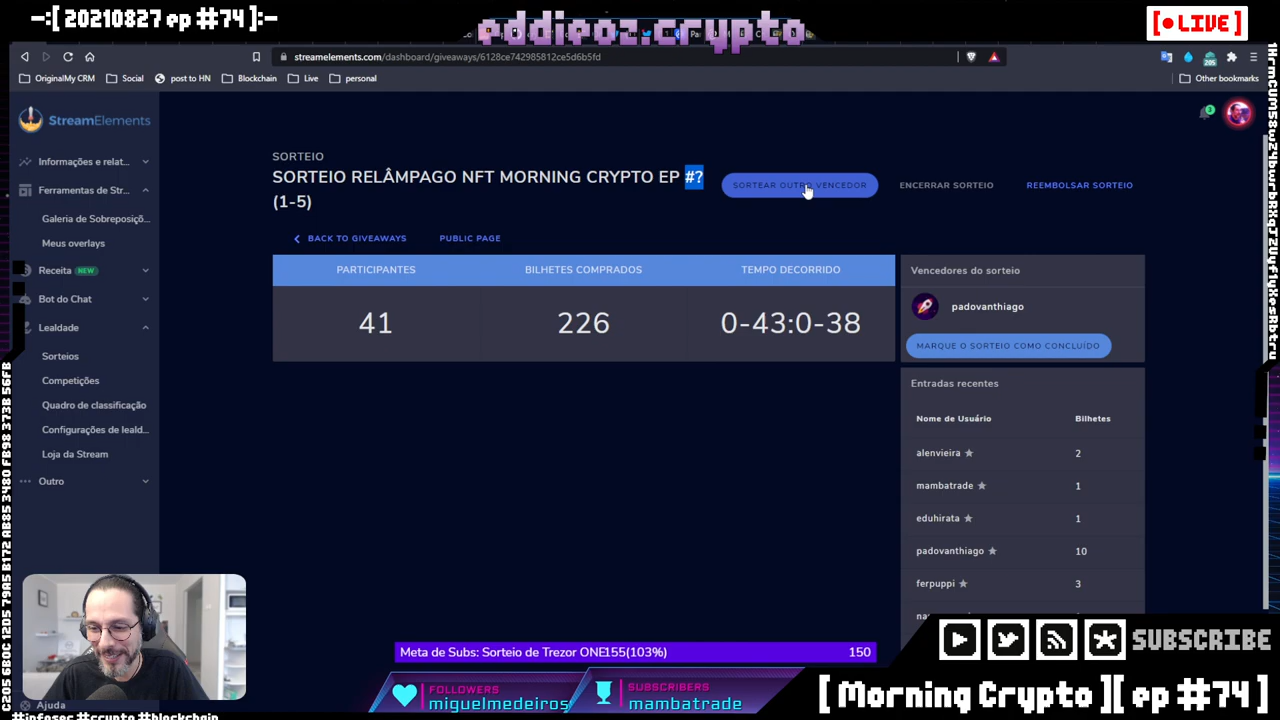 -:[ 20210827 ep #74 ]:-
eddieoz.crypto
[● LIVE]
streamelements.com/dashboard/giveaways/6128ce742985812ce5d6b5fd
OriginalMy CRM
Social
post to HN
Blockchain
Live
personal
Other bookmarks
205
StreamElements
3
Informações e relat...
Ferramentas de Str...
Galeria de Sobreposiçõ...
Meus overlays
Receita NEW
Bot do Chat
Lealdade
Sorteios
Competições
Quadro de classificação
Configurações de leald...
Loja da Stream
Outro
Ajuda
SORTEIO
SORTEIO RELÂMPAGO NFT MORNING CRYPTO EP #?
(1-5)
SORTEAR OUTRO VENCEDOR
ENCERRAR SORTEIO
REEMBOLSAR SORTEIO
BACK TO GIVEAWAYS
PUBLIC PAGE
PARTICIPANTES
BILHETES COMPRADOS
TEMPO DECORRIDO
41
226
0-43:0-38
Vencedores do sorteio
padovanthiago
MARQUE O SORTEIO COMO CONCLUÍDO
Entradas recentes
Nome de Usuário Bilhetes
alenvieira 2
mambatrade 1
eduhirata 1
padovanthiago 10
ferpuppi 3
Meta de Subs: Sorteio de Trezor ONE155(103%) 150
FOLLOWERS
miguelmedeiros
SUBSCRIBERS
mambatrade
SUBSCRIBE
[ Morning Crypto ][ ep #74 ]
#infosec #crypto #blockchain